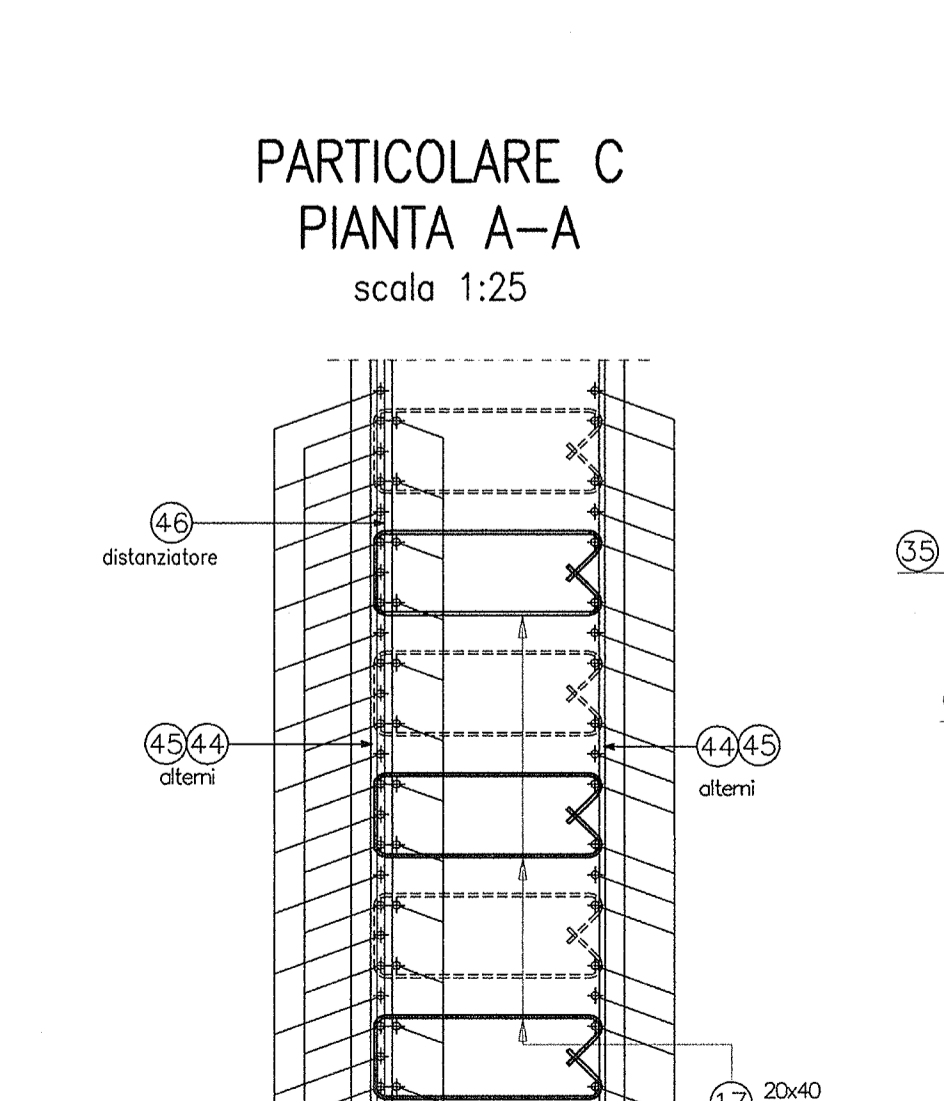 PARTICOLARE C
PIANTA A-A
scala 1:25
46
distanziatore
35
45 44
alterni
44 45
alterni
17 20x40